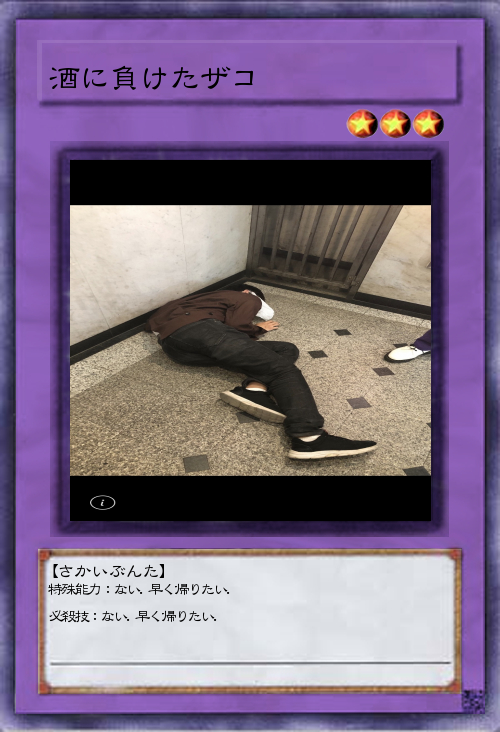 酒に負けたザコ
i
【さかいぶんた】
特殊能力：ない、早く帰りたい。
必殺技：ない、早く帰りたい。